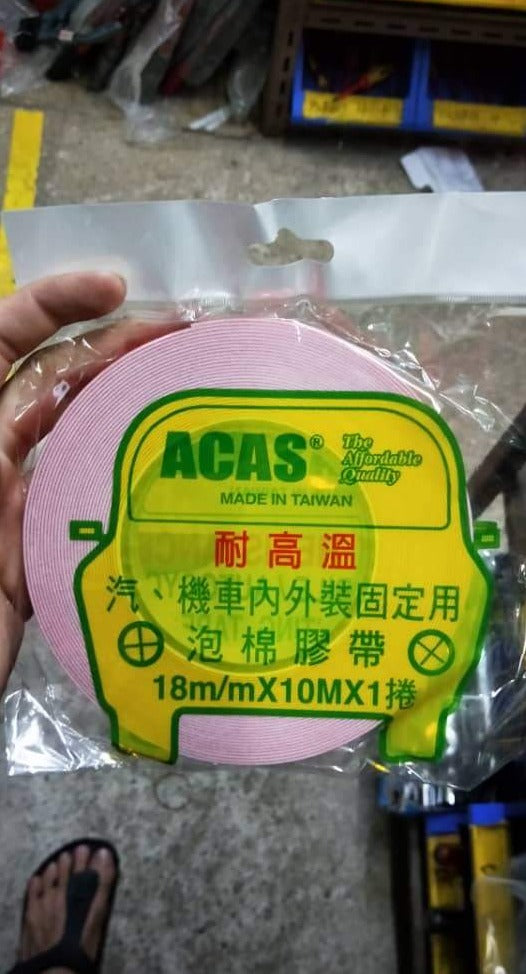 ACAS® The Affordable Quality
MADE IN TAIWAN
耐高溫
汽、機車內外裝固定用
泡棉膠帶
18m/mX10MX1捲